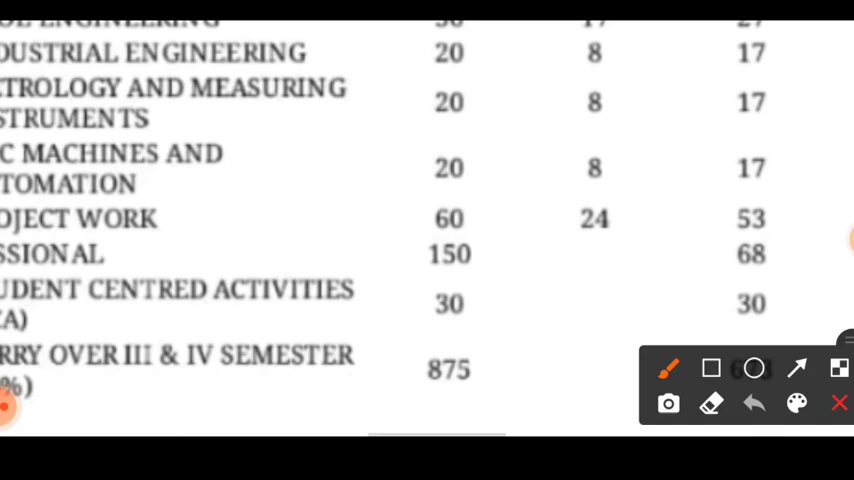 DUSTRIAL ENGINEERING 20 8 17
TROLOGY AND MEASURING
STRUMENTS 20 8 17
C MACHINES AND
TOMATION 20 8 17
OJECT WORK 60 24 53
SSIONAL 150 68
UDENT CENTRED ACTIVITIES
A) 30 30
RRY OVER III & IV SEMESTER
%) 875